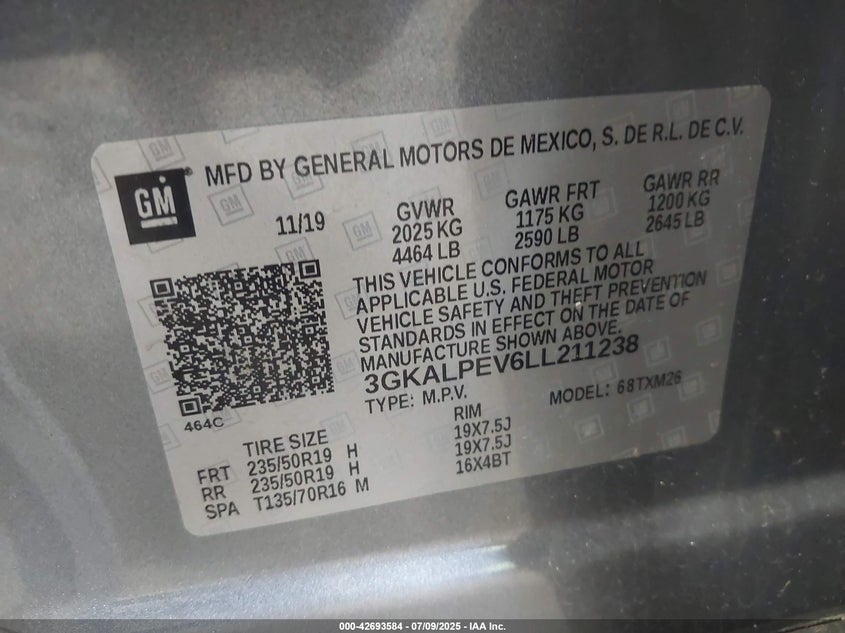 GM
MFD BY GENERAL MOTORS DE MEXICO, S. DE R.L. DE C.V.
11/19
GVWR GAWR FRT GAWR RR
2025 KG 1175 KG 1200 KG
4464 LB 2590 LB 2645 LB
THIS VEHICLE CONFORMS TO ALL
APPLICABLE U.S. FEDERAL MOTOR
VEHICLE SAFETY AND THEFT PREVENTION
STANDARDS IN EFFECT ON THE DATE OF
MANUFACTURE SHOWN ABOVE.
3GKALPEV6LL211238
TYPE: M.P.V. MODEL: 68TXM26
464C
TIRE SIZE RIM
FRT 235/50R19 H 19X7.5J
RR 235/50R19 H 19X7.5J
SPA T135/70R16 M 16X4BT
000-42693584 / 07/09/2025 - IAA Inc.